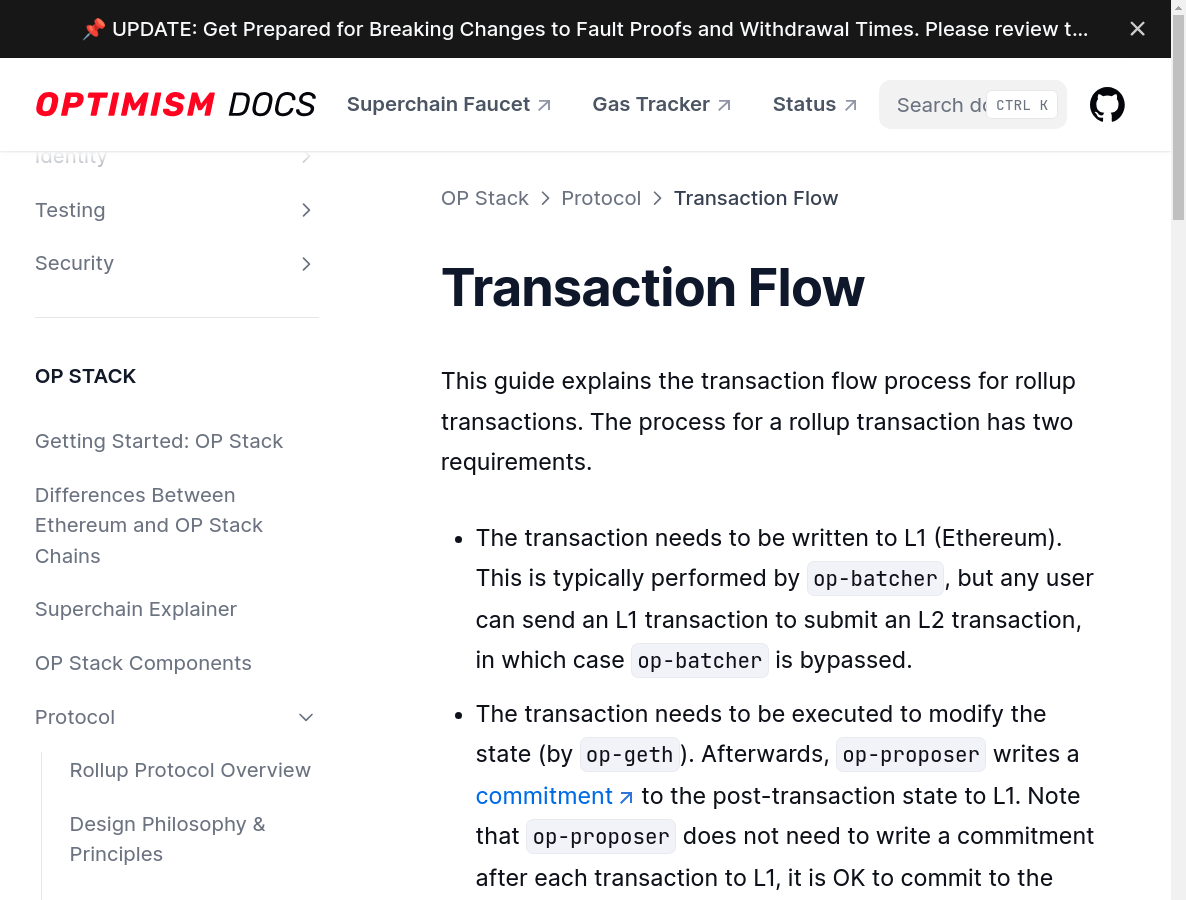 📌 UPDATE: Get Prepared for Breaking Changes to Fault Proofs and Withdrawal Times. Please review t...
OPTIMISM DOCS
Superchain Faucet
Gas Tracker
Status
Search do
CTRL K
Identity
Testing
Security
OP STACK
Getting Started: OP Stack
Differences Between
Ethereum and OP Stack
Chains
Superchain Explainer
OP Stack Components
Protocol
Rollup Protocol Overview
Design Philosophy &
Principles
OP Stack > Protocol > Transaction Flow
Transaction Flow
This guide explains the transaction flow process for rollup
transactions. The process for a rollup transaction has two
requirements.
• The transaction needs to be written to L1 (Ethereum).
This is typically performed by op-batcher, but any user
can send an L1 transaction to submit an L2 transaction,
in which case op-batcher is bypassed.
• The transaction needs to be executed to modify the
state (by op-geth). Afterwards, op-proposer writes a
commitment to the post-transaction state to L1. Note
that op-proposer does not need to write a commitment
after each transaction to L1, it is OK to commit to the